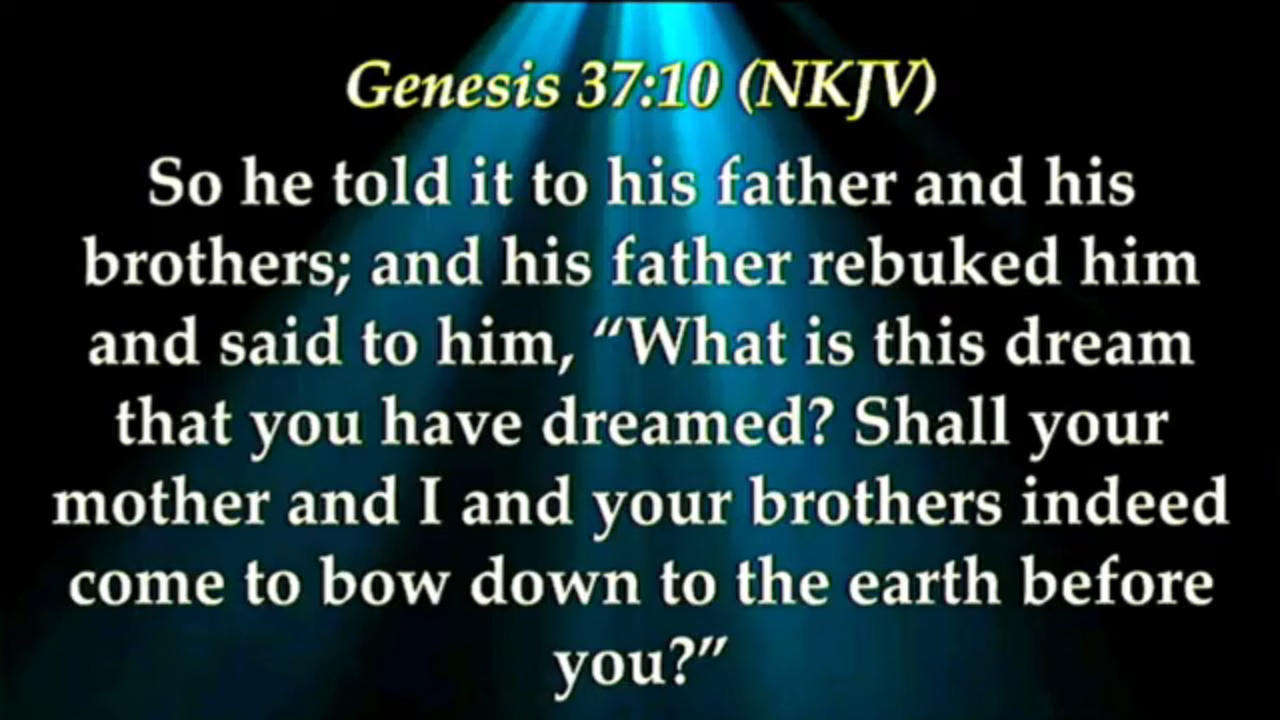 Genesis 37:10 (NKJV)
So he told it to his father and his
brothers; and his father rebuked him
and said to him, “What is this dream
that you have dreamed? Shall your
mother and I and your brothers indeed
come to bow down to the earth before
you?”